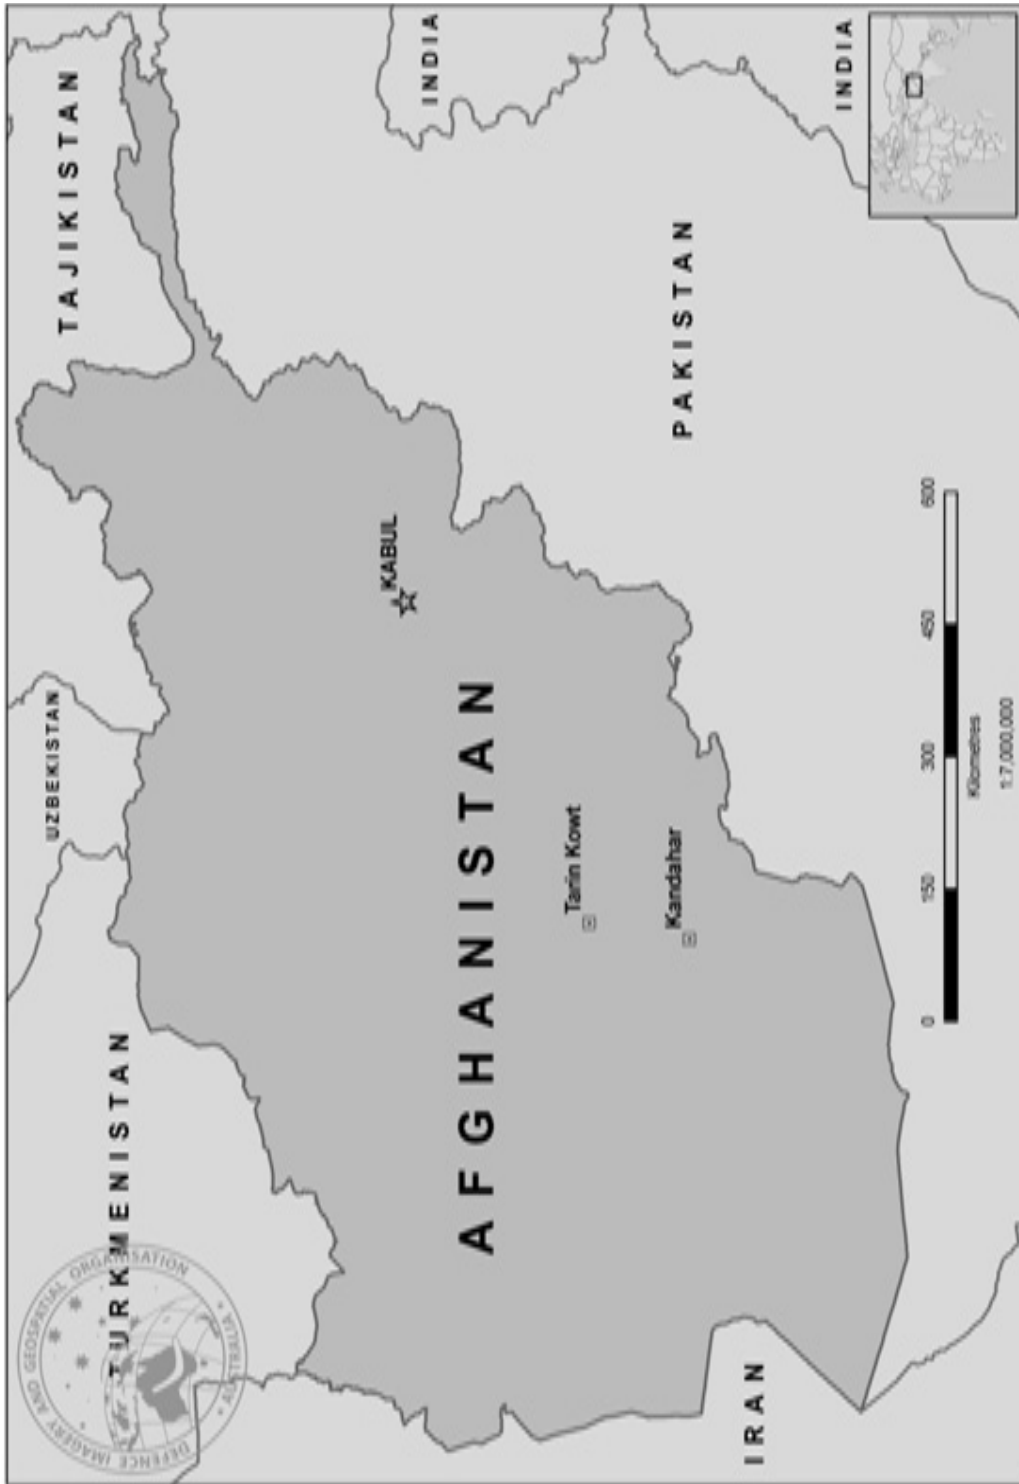 TAJIKISTAN
UZBEKISTAN
TURKMENISTAN
INDIA
KABUL
AFGHANISTAN
Tarin Kowt
Kandahar
PAKISTAN
IRAN
INDIA
0 150 300 450 600
Kilometres
1:7,000,000
DEFENCE IMAGERY AND GEOSPATIAL ORGANISATION
AUSTRALIA